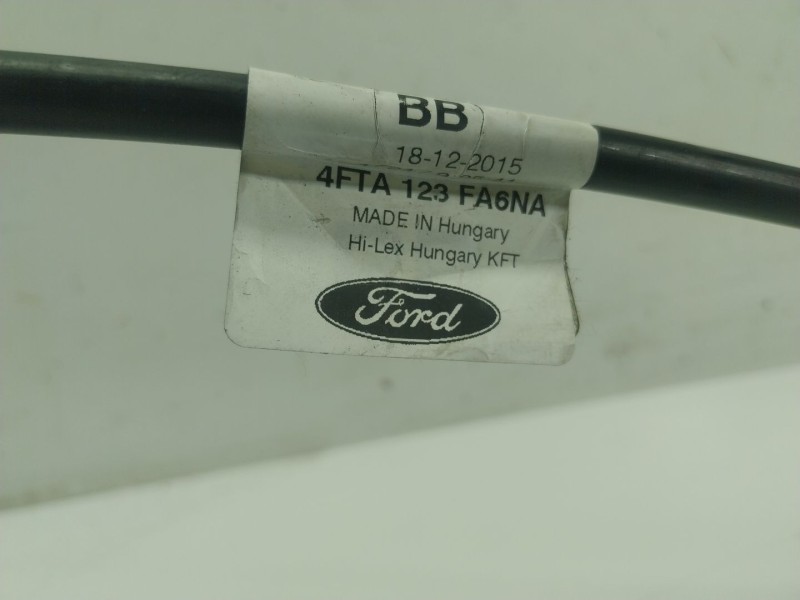 BB
18-12-2015
4FTA 123 FA6NA
MADE IN Hungary
Hi-Lex Hungary KFT
Ford